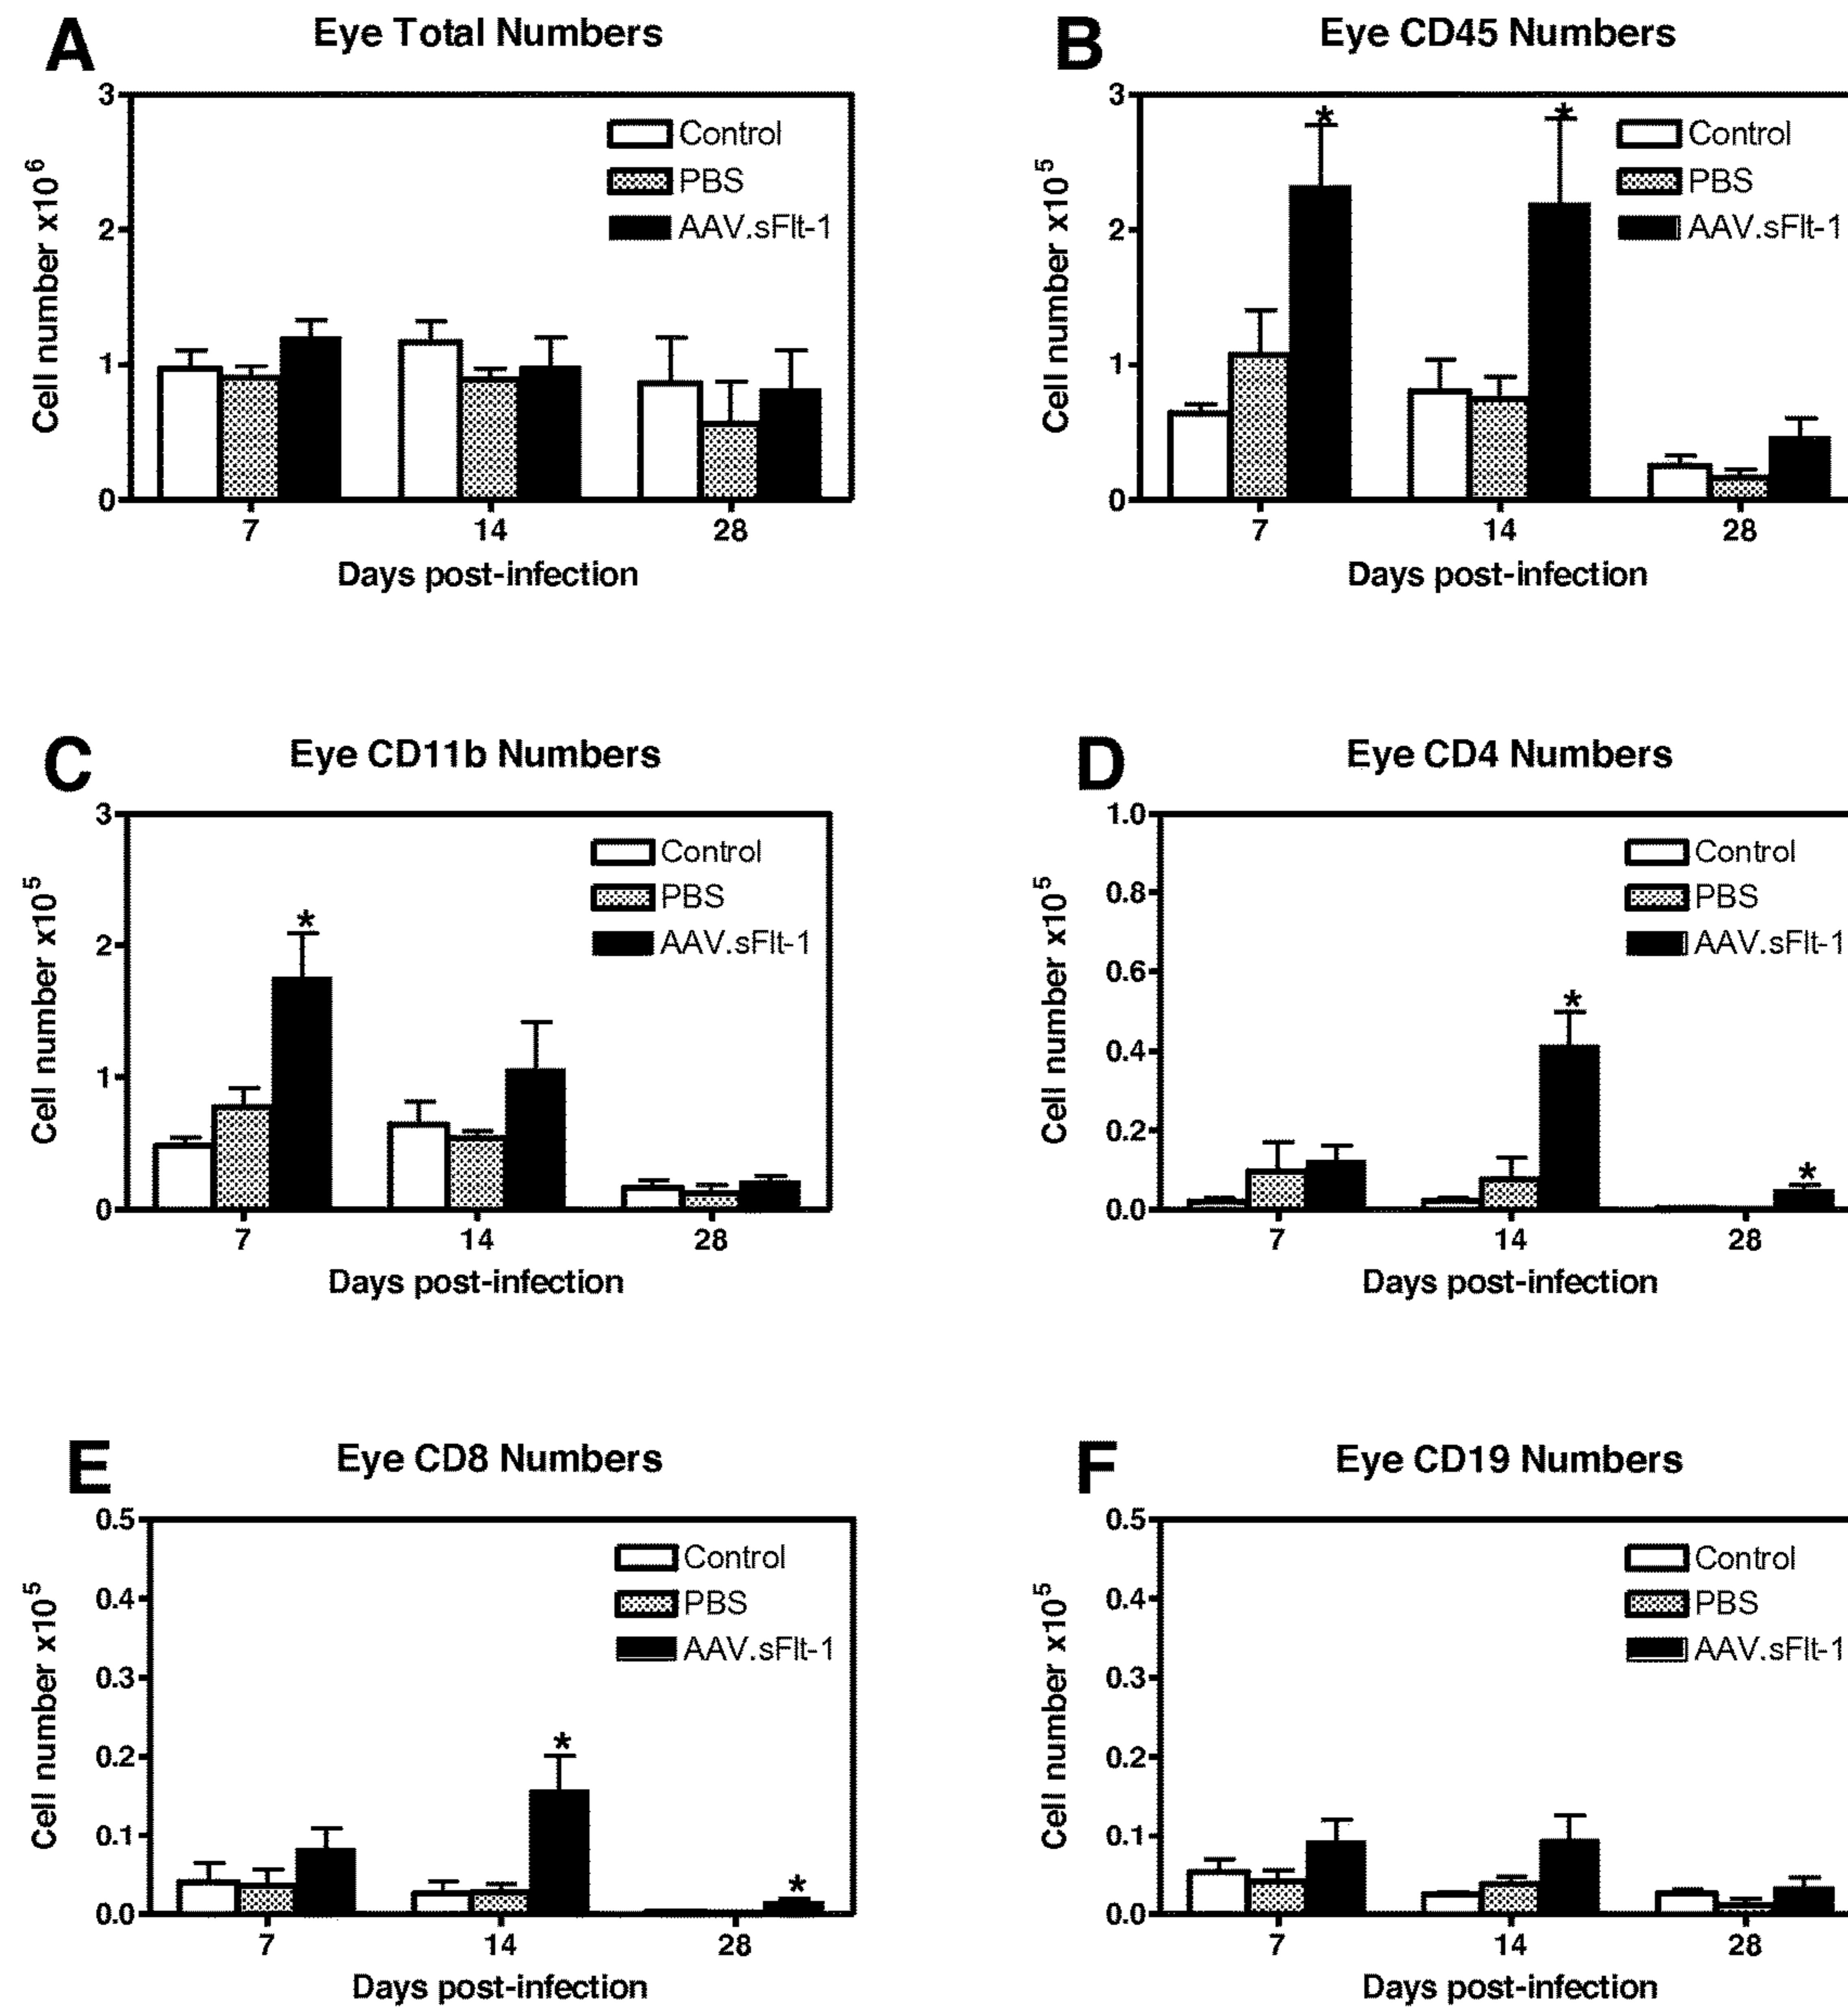 A
Eye Total Numbers
3
2
1
0
Cell number x10^6
Control
PBS
AAV.sFlt-1
7
14
28
Days post-infection
B
Eye CD45 Numbers
3
2
1
0
Cell number x10^5
*
*
Control
PBS
AAV.sFlt-1
7
14
28
Days post-infection
C
Eye CD11b Numbers
3
2
1
0
Cell number x10^5
*
Control
PBS
AAV.sFlt-1
7
14
28
Days post-infection
D
Eye CD4 Numbers
1.0
0.8
0.6
0.4
0.2
0.0
Cell number x10^5
*
*
Control
PBS
AAV.sFlt-1
7
14
28
Days post-infection
E
Eye CD8 Numbers
0.5
0.4
0.3
0.2
0.1
0.0
Cell number x10^5
*
*
Control
PBS
AAV.sFlt-1
7
14
28
Days post-infection
F
Eye CD19 Numbers
0.5
0.4
0.3
0.2
0.1
0.0
Cell number x10^5
Control
PBS
AAV.sFlt-1
7
14
28
Days post-infection